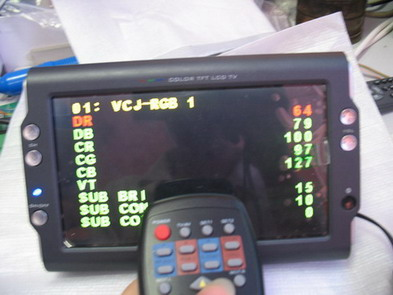 COLOR TFT LCD TV
01: VCJ-RGB 1
DR 64
DB 79
CR 100
CG 97
CB 127
VT
SUB BRI 15
SUB CON 10
SUB CO 0
POWER